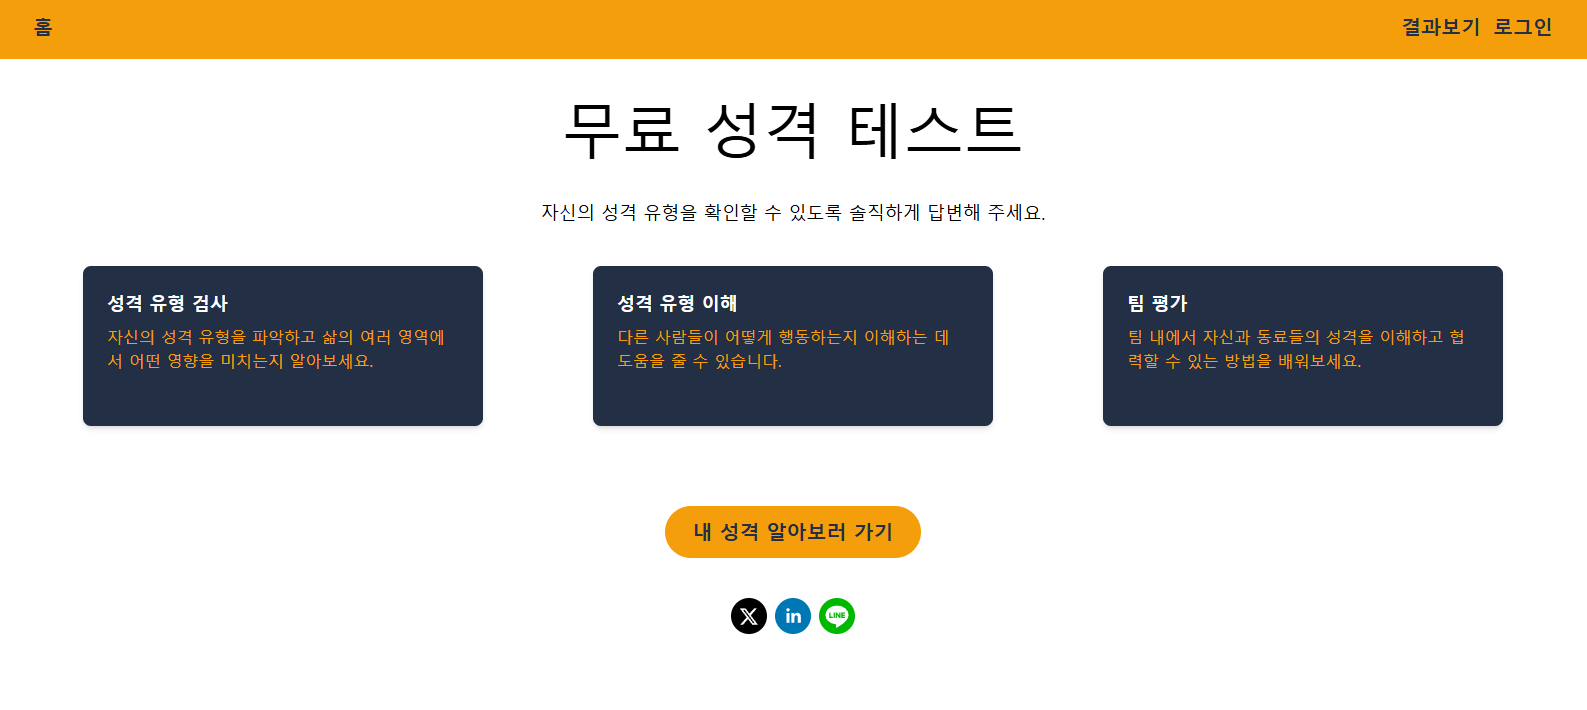 홈
결과보기 로그인
무료 성격 테스트
자신의 성격 유형을 확인할 수 있도록 솔직하게 답변해 주세요.
성격 유형 검사
자신의 성격 유형을 파악하고 삶의 여러 영역에
서 어떤 영향을 미치는지 알아보세요.
성격 유형 이해
다른 사람들이 어떻게 행동하는지 이해하는 데
도움을 줄 수 있습니다.
팀 평가
팀 내에서 자신과 동료들의 성격을 이해하고 협
력할 수 있는 방법을 배워보세요.
내 성격 알아보러 가기
X
in
LINE